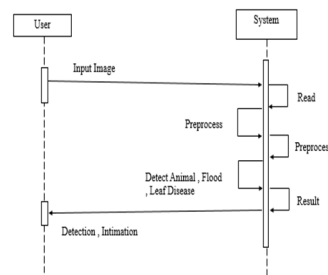 User
System
Input Image
Read
Preprocess
Preproces
Detect Animal , Flood
, Leaf Disease
Result
Detection , Intimation